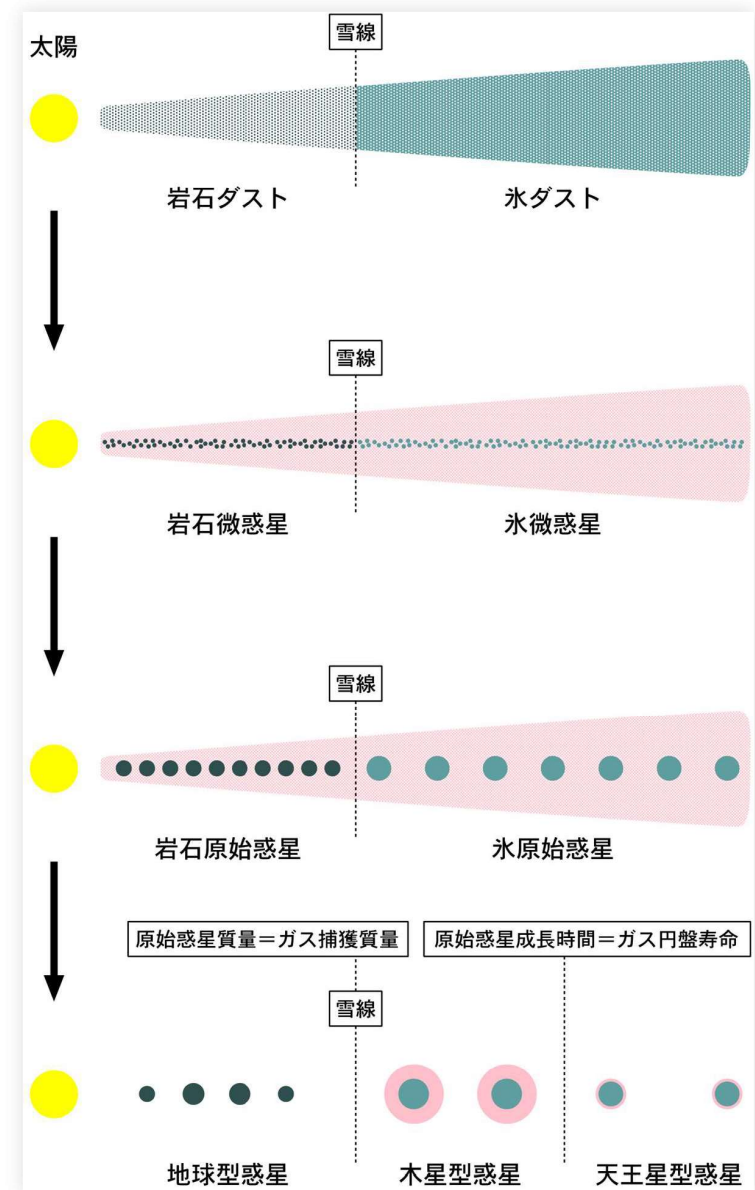 太陽
雪線
岩石ダスト
氷ダスト
雪線
岩石微惑星
氷微惑星
雪線
岩石原始惑星
氷原始惑星
原始惑星質量＝ガス捕獲質量
原始惑星成長時間＝ガス円盤寿命
雪線
地球型惑星
木星型惑星
天王星型惑星